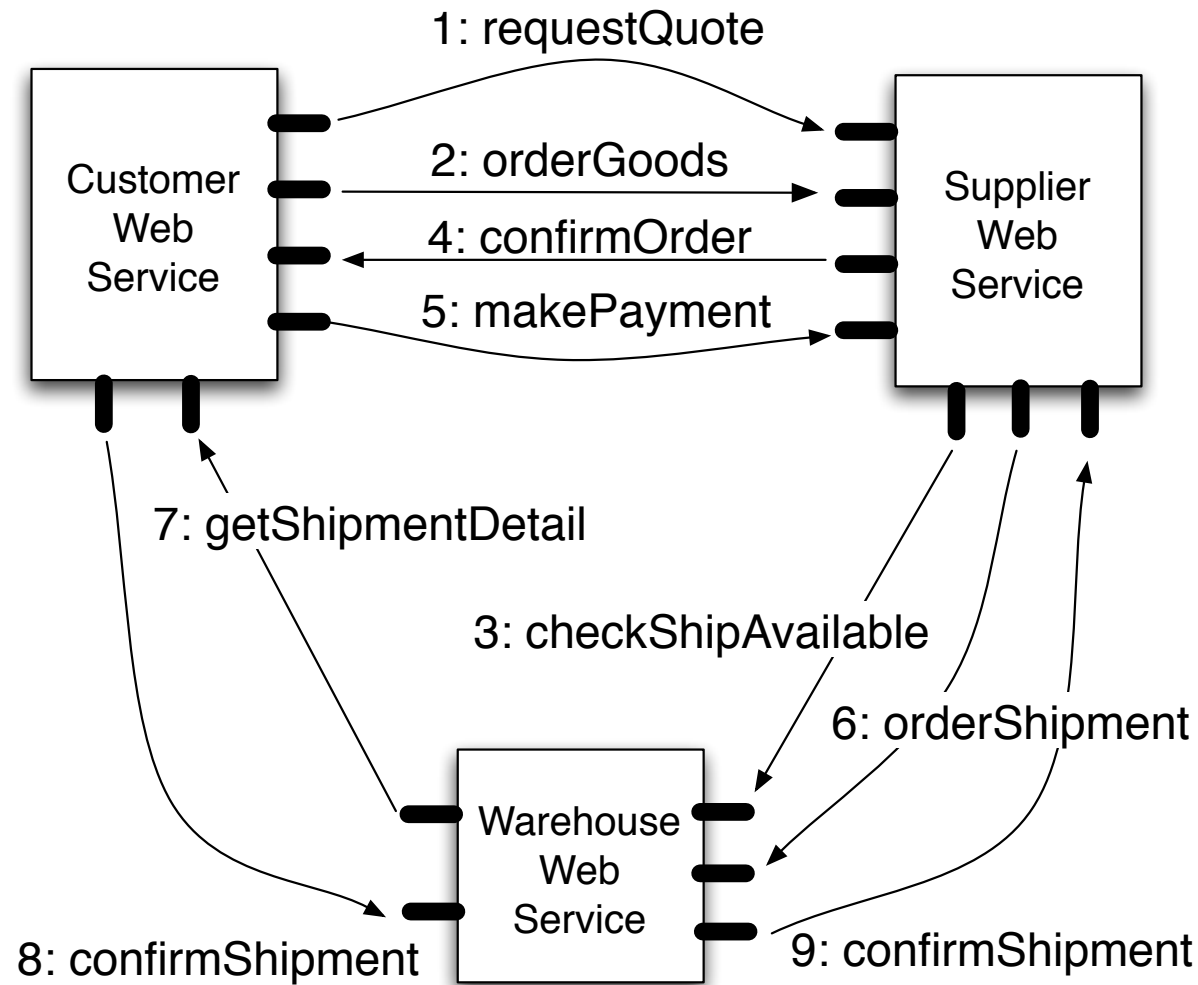 1: requestQuote
Customer
Web
Service
2: orderGoods
4: confirmOrder
5: makePayment
Supplier
Web
Service
7: getShipmentDetail
3: checkShipAvailable
6: orderShipment
Warehouse
Web
Service
8: confirmShipment
9: confirmShipment